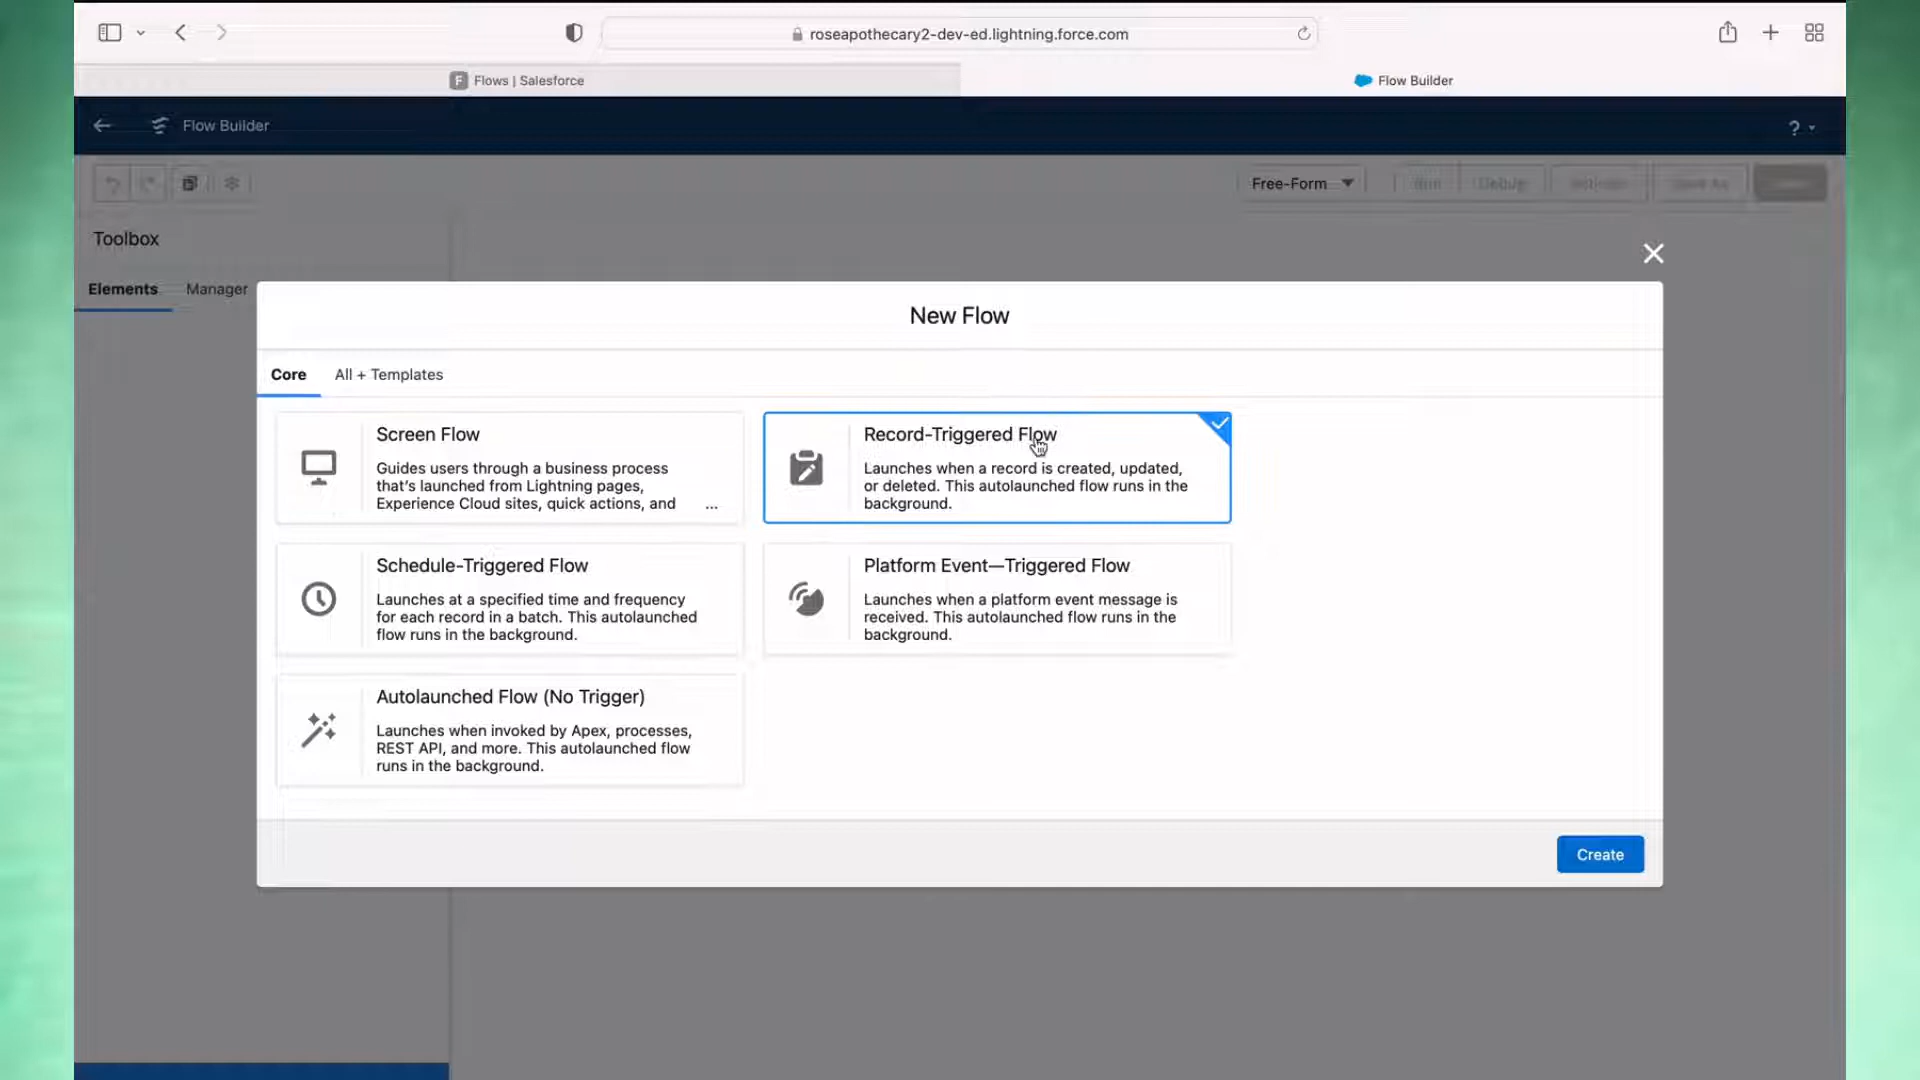 roseapothecary2-dev-ed.lightning.force.com
F Flows | Salesforce
Flow Builder
Flow Builder
?
Free-Form
Run
Debug
Save As
Toolbox
Elements
Manager
New Flow
Core
All + Templates
Screen Flow
Guides users through a business process
that's launched from Lightning pages,
Experience Cloud sites, quick actions, and ...
Record-Triggered Flow
Launches when a record is created, updated,
or deleted. This autolaunched flow runs in the
background.
Schedule-Triggered Flow
Launches at a specified time and frequency
for each record in a batch. This autolaunched
flow runs in the background.
Platform Event—Triggered Flow
Launches when a platform event message is
received. This autolaunched flow runs in the
background.
Autolaunched Flow (No Trigger)
Launches when invoked by Apex, processes,
REST API, and more. This autolaunched flow
runs in the background.
Create